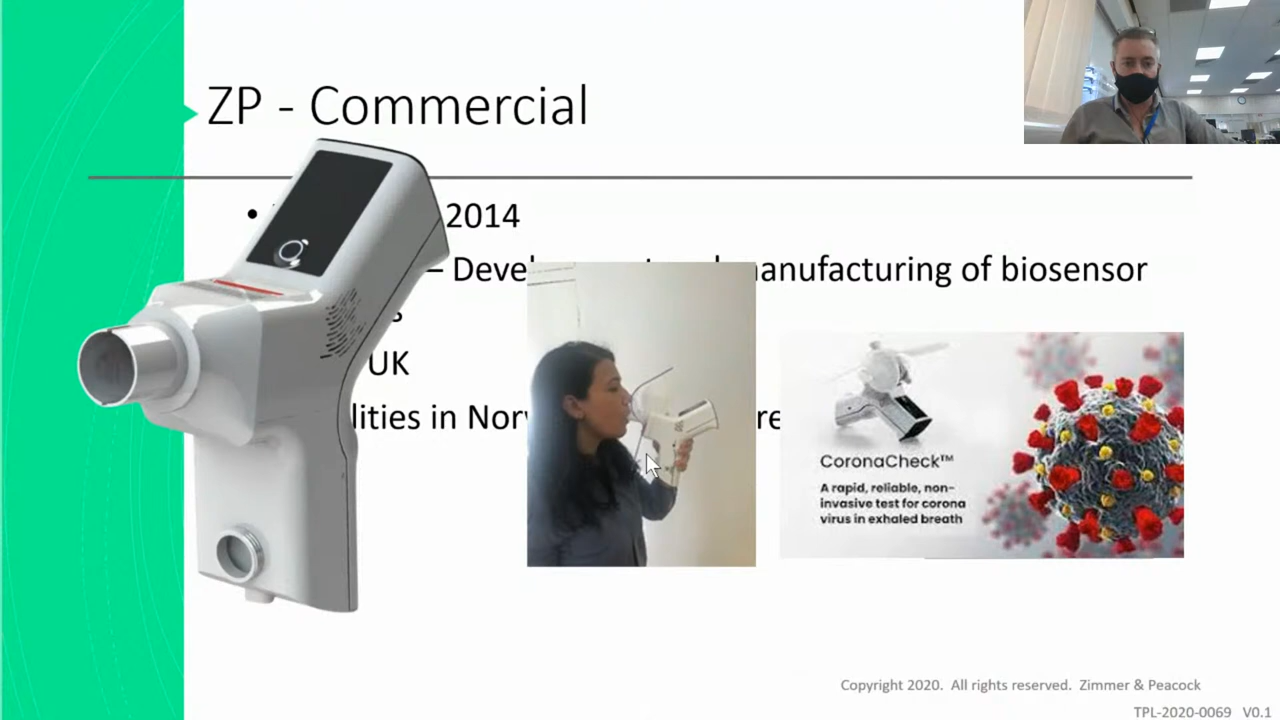 ZP - Commercial
• 2014
– Deve manufacturing of biosensor
s
UK
lities in Nor re
CoronaCheck™
A rapid, reliable, non-
invasive test for corona
virus in exhaled breath
Copyright 2020. All rights reserved. Zimmer & Peacock
TPL-2020-0069 V0.1